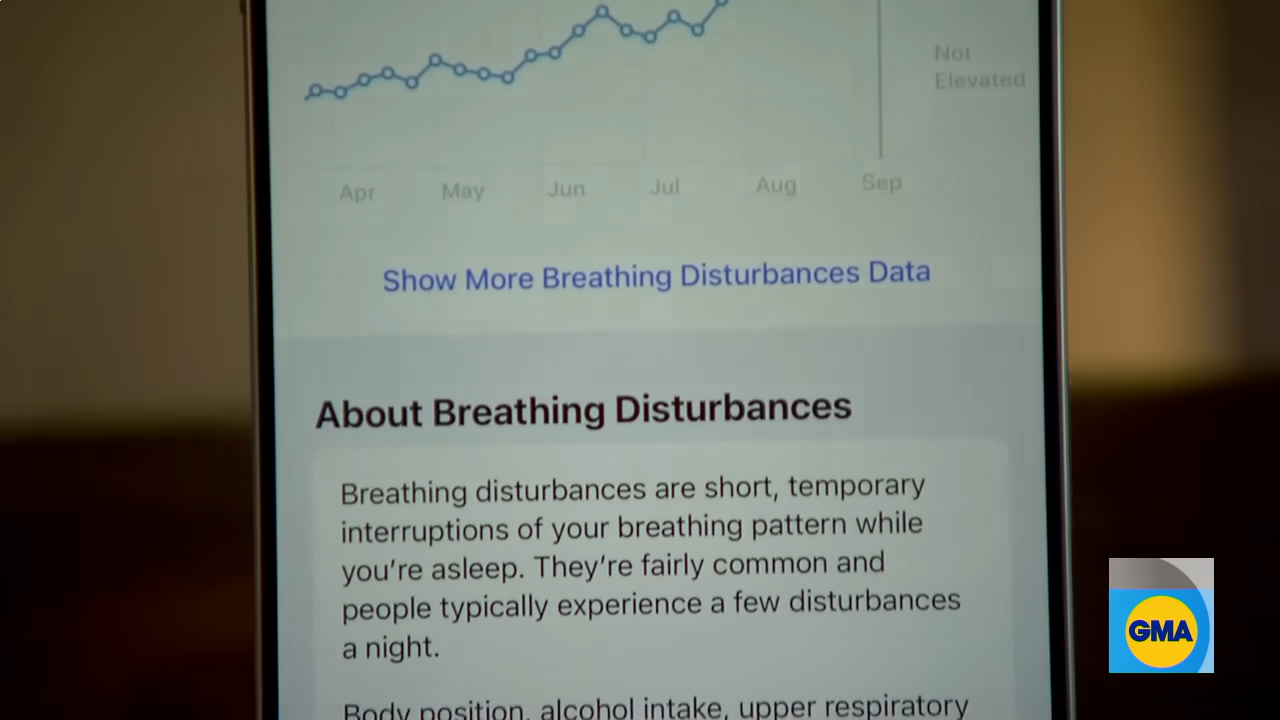 Not
Elevated
Apr May Jun Jul Aug Sep
Show More Breathing Disturbances Data
About Breathing Disturbances
Breathing disturbances are short, temporary
interruptions of your breathing pattern while
you're asleep. They're fairly common and
people typically experience a few disturbances
a night.
Body position, alcohol intake, upper respiratory
GMA